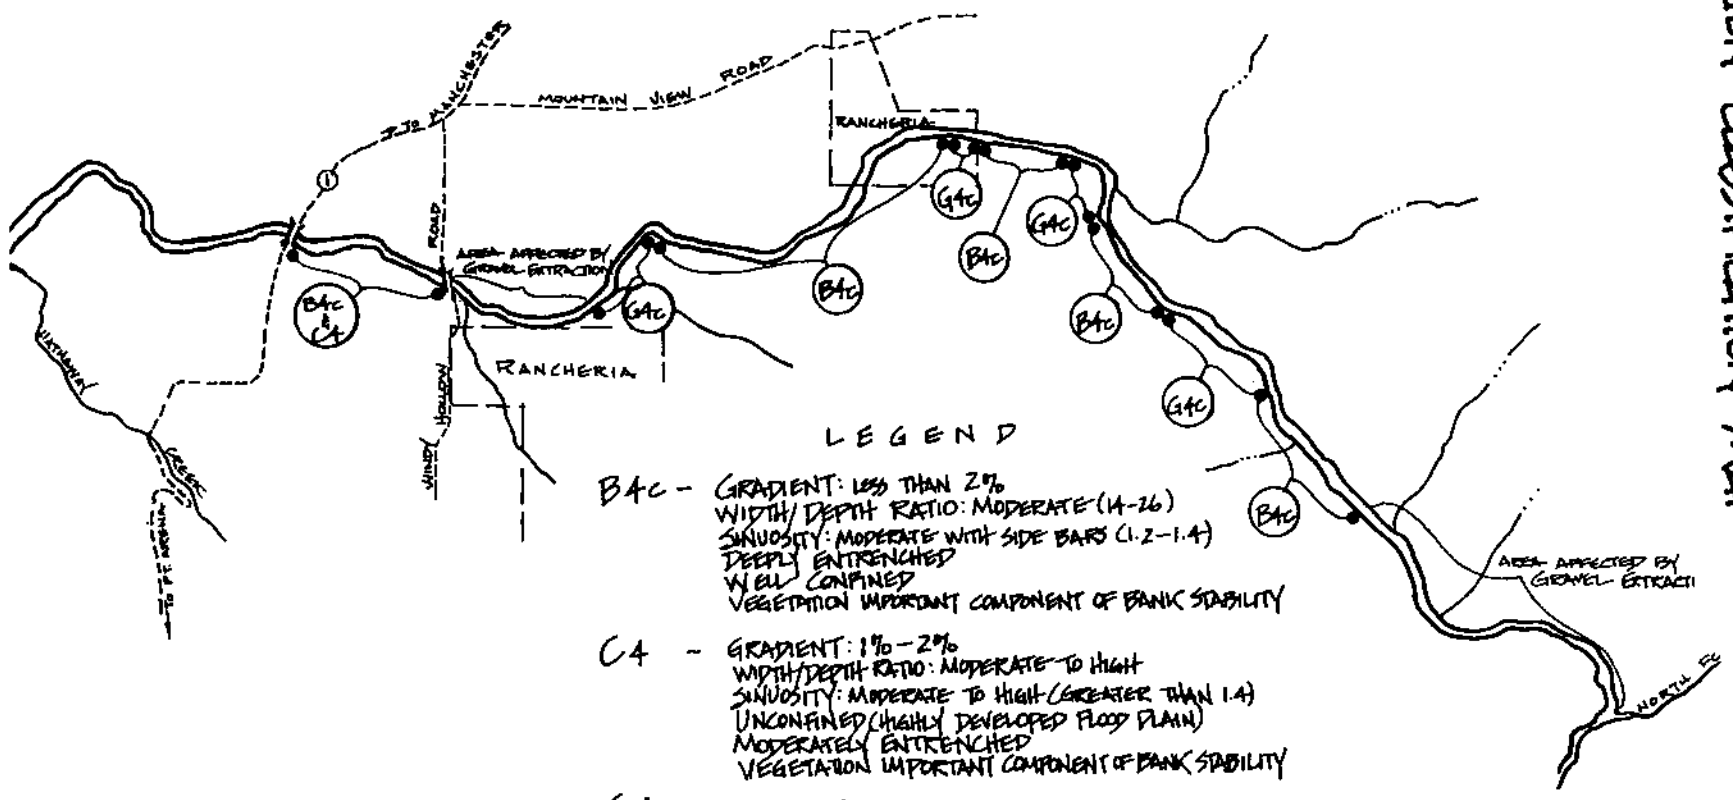 TO MANCHESTER
MOUNTAIN VIEW ROAD
RANCHERIA
1
ROAD
AREA AFFECTED BY
GRAVEL EXTRACTION
G4c
G4c
B4c
B4c
G4c
B4c
&
C4
B4c
G4c
B4c
HATHAWAY
CREEK
WINDY HOLLOW
RANCHERIA
TO PT. ARENA
AREA AFFECTED BY
GRAVEL EXTRACTI
NORTH
LEGEND
B4c - GRADIENT: LESS THAN 2%
WIDTH/DEPTH RATIO: MODERATE (14-26)
SINUOSITY: MODERATE WITH SIDE BARS (1.2-1.4)
DEEPLY ENTRENCHED
WELL CONFINED
VEGETATION IMPORTANT COMPONENT OF BANK STABILITY
C4 - GRADIENT: 1% - 2%
WIDTH/DEPTH RATIO: MODERATE TO HIGH
SINUOSITY: MODERATE TO HIGH (GREATER THAN 1.4)
UNCONFINED (HIGHLY DEVELOPED FLOOD PLAIN)
MODERATELY ENTRENCHED
VEGETATION IMPORTANT COMPONENT OF BANK STABILITY